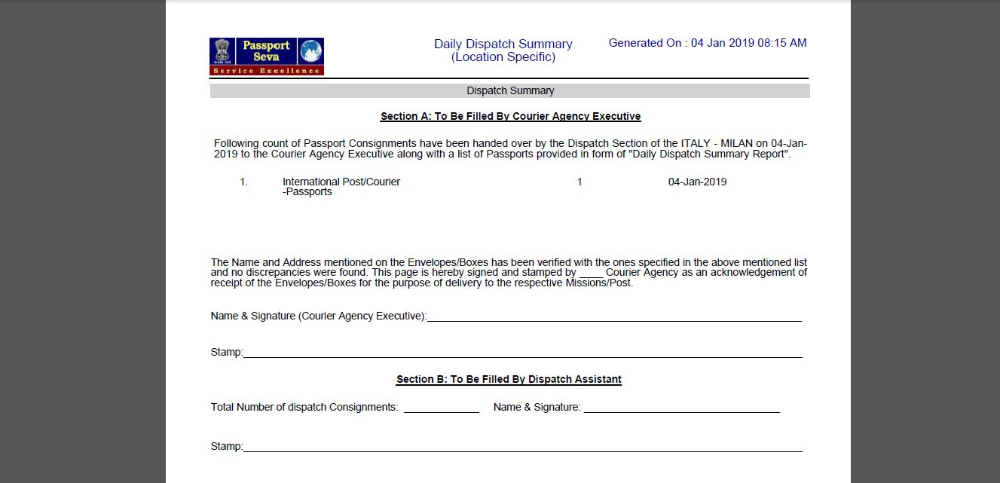 Passport
Seva
Service Excellence
Daily Dispatch Summary
(Location Specific)
Generated On : 04 Jan 2019 08:15 AM
Dispatch Summary
Section A: To Be Filled By Courier Agency Executive
Following count of Passport Consignments have been handed over by the Dispatch Section of the ITALY - MILAN on 04-Jan-
2019 to the Courier Agency Executive along with a list of Passports provided in form of "Daily Dispatch Summary Report".
1. International Post/Courier 1 04-Jan-2019
-Passports
The Name and Address mentioned on the Envelopes/Boxes has been verified with the ones specified in the above mentioned list
and no discrepancies were found. This page is hereby signed and stamped by ____ Courier Agency as an acknowledgement of
receipt of the Envelopes/Boxes for the purpose of delivery to the respective Missions/Post.
Name & Signature (Courier Agency Executive):
Stamp:
Section B: To Be Filled By Dispatch Assistant
Total Number of dispatch Consignments: Name & Signature:
Stamp: